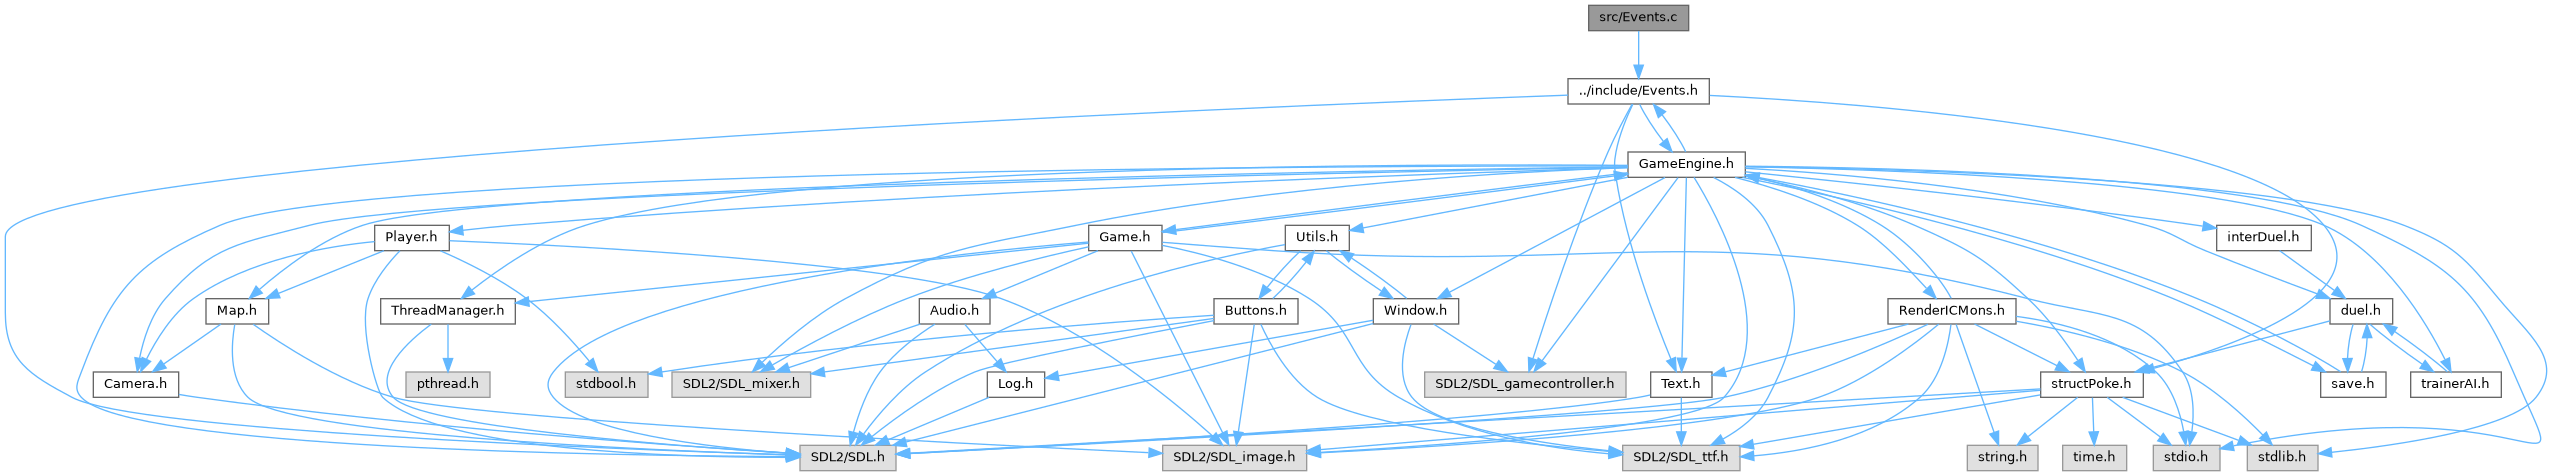 src/Events.c
../include/Events.h
GameEngine.h
Player.h
Game.h
Utils.h
interDuel.h
Map.h
ThreadManager.h
Audio.h
Buttons.h
Window.h
RenderICMons.h
duel.h
Camera.h
pthread.h
stdbool.h
SDL2/SDL_mixer.h
Log.h
SDL2/SDL_gamecontroller.h
Text.h
structPoke.h
save.h
trainerAI.h
SDL2/SDL.h
SDL2/SDL_image.h
SDL2/SDL_ttf.h
string.h
time.h
stdio.h
stdlib.h